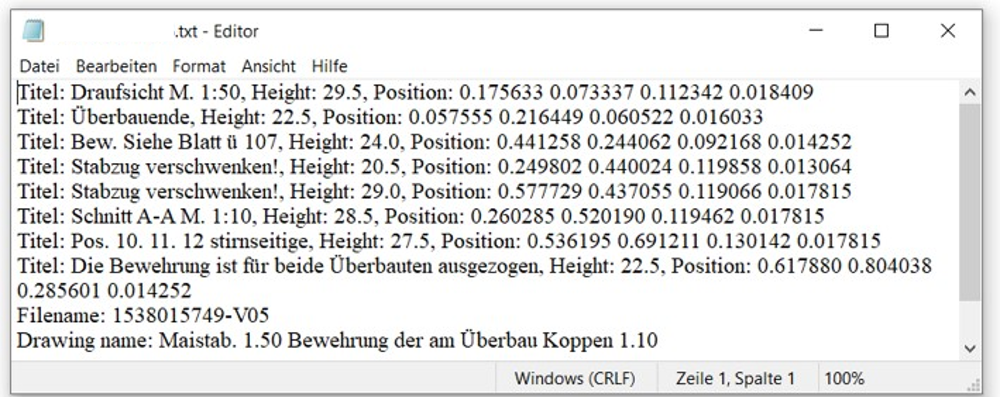 .txt - Editor
Datei Bearbeiten Format Ansicht Hilfe
Titel: Draufsicht M. 1:50, Height: 29.5, Position: 0.175633 0.073337 0.112342 0.018409
Titel: Überbauende, Height: 22.5, Position: 0.057555 0.216449 0.060522 0.016033
Titel: Bew. Siehe Blatt ü 107, Height: 24.0, Position: 0.441258 0.244062 0.092168 0.014252
Titel: Stabzug verschwenken!, Height: 20.5, Position: 0.249802 0.440024 0.119858 0.013064
Titel: Stabzug verschwenken!, Height: 29.0, Position: 0.577729 0.437055 0.119066 0.017815
Titel: Schnitt A-A M. 1:10, Height: 28.5, Position: 0.260285 0.520190 0.119462 0.017815
Titel: Pos. 10. 11. 12 stirnseitige, Height: 27.5, Position: 0.536195 0.691211 0.130142 0.017815
Titel: Die Bewehrung ist für beide Überbauten ausgezogen, Height: 22.5, Position: 0.617880 0.804038
0.285601 0.014252
Filename: 1538015749-V05
Drawing name: Maistab. 1.50 Bewehrung der am Überbau Koppen 1.10
Windows (CRLF) Zeile 1, Spalte 1 100%